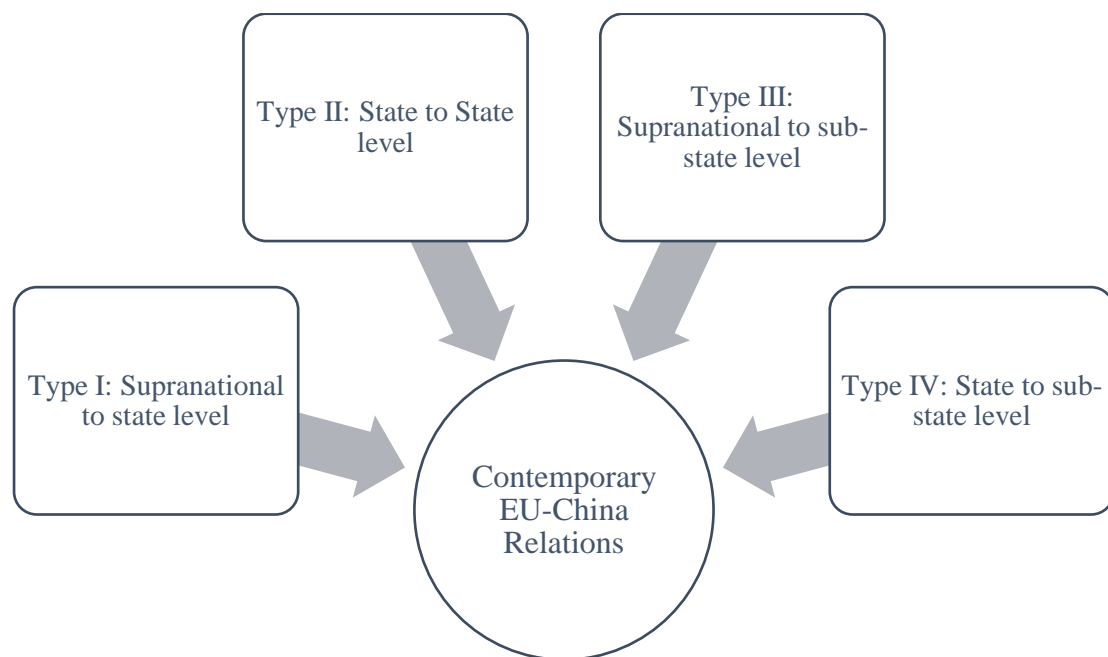 Type II: State to State
level
Type III:
Supranational to sub-
state level
Type I: Supranational
to state level
Type IV: State to sub-
state level
Contemporary
EU-China
Relations